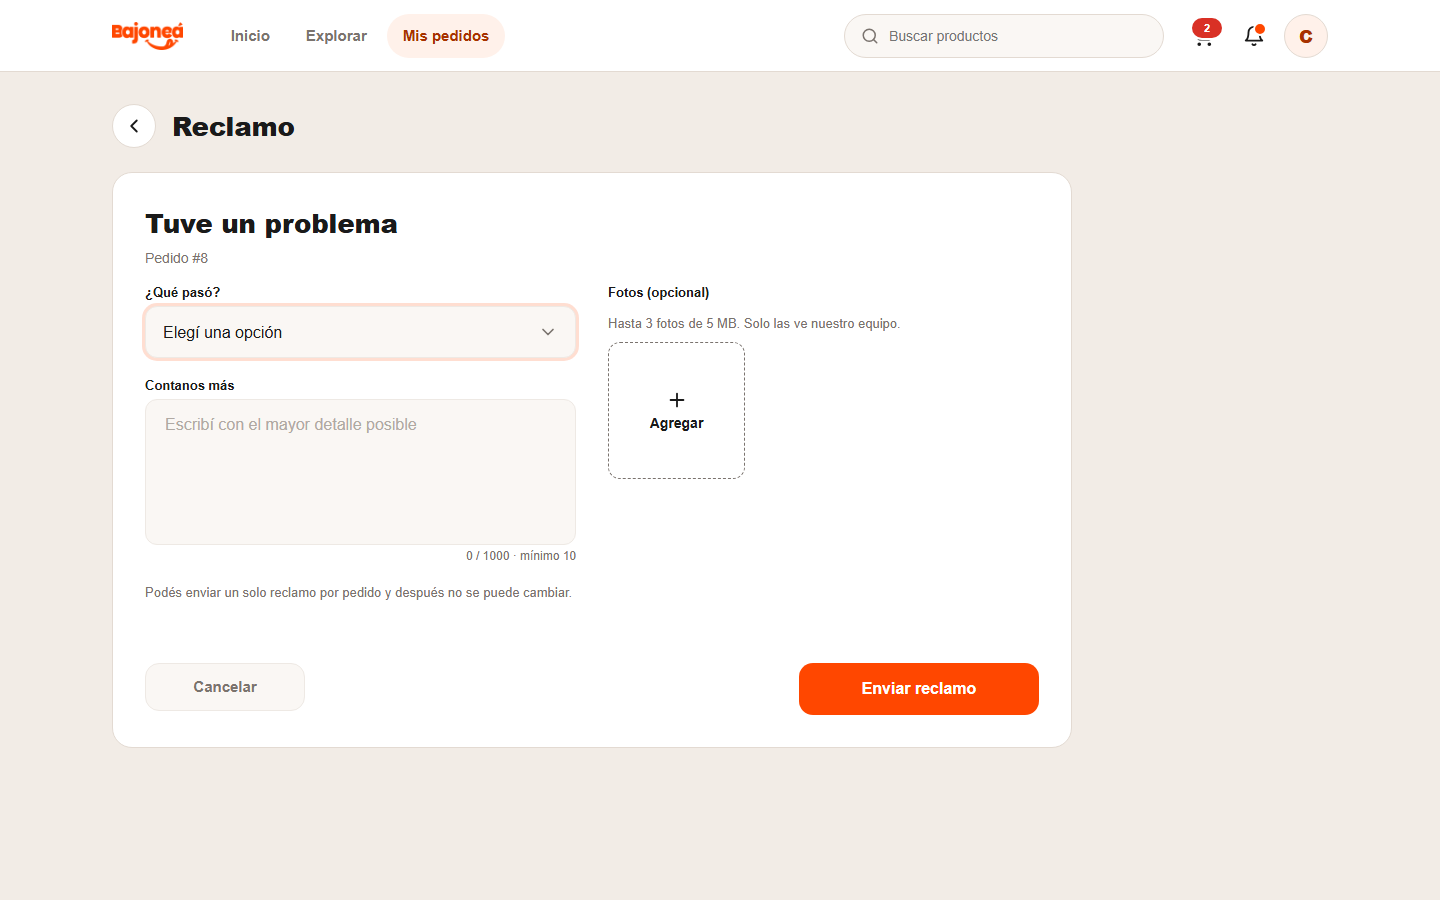 Bajoneá
Inicio
Explorar
Mis pedidos
Buscar productos
2
C
Reclamo
Tuve un problema
Pedido #8
¿Qué pasó?
Elegí una opción
Contanos más
Escribí con el mayor detalle posible
0 / 1000 · mínimo 10
Podés enviar un solo reclamo por pedido y después no se puede cambiar.
Fotos (opcional)
Hasta 3 fotos de 5 MB. Solo las ve nuestro equipo.
Agregar
Cancelar
Enviar reclamo